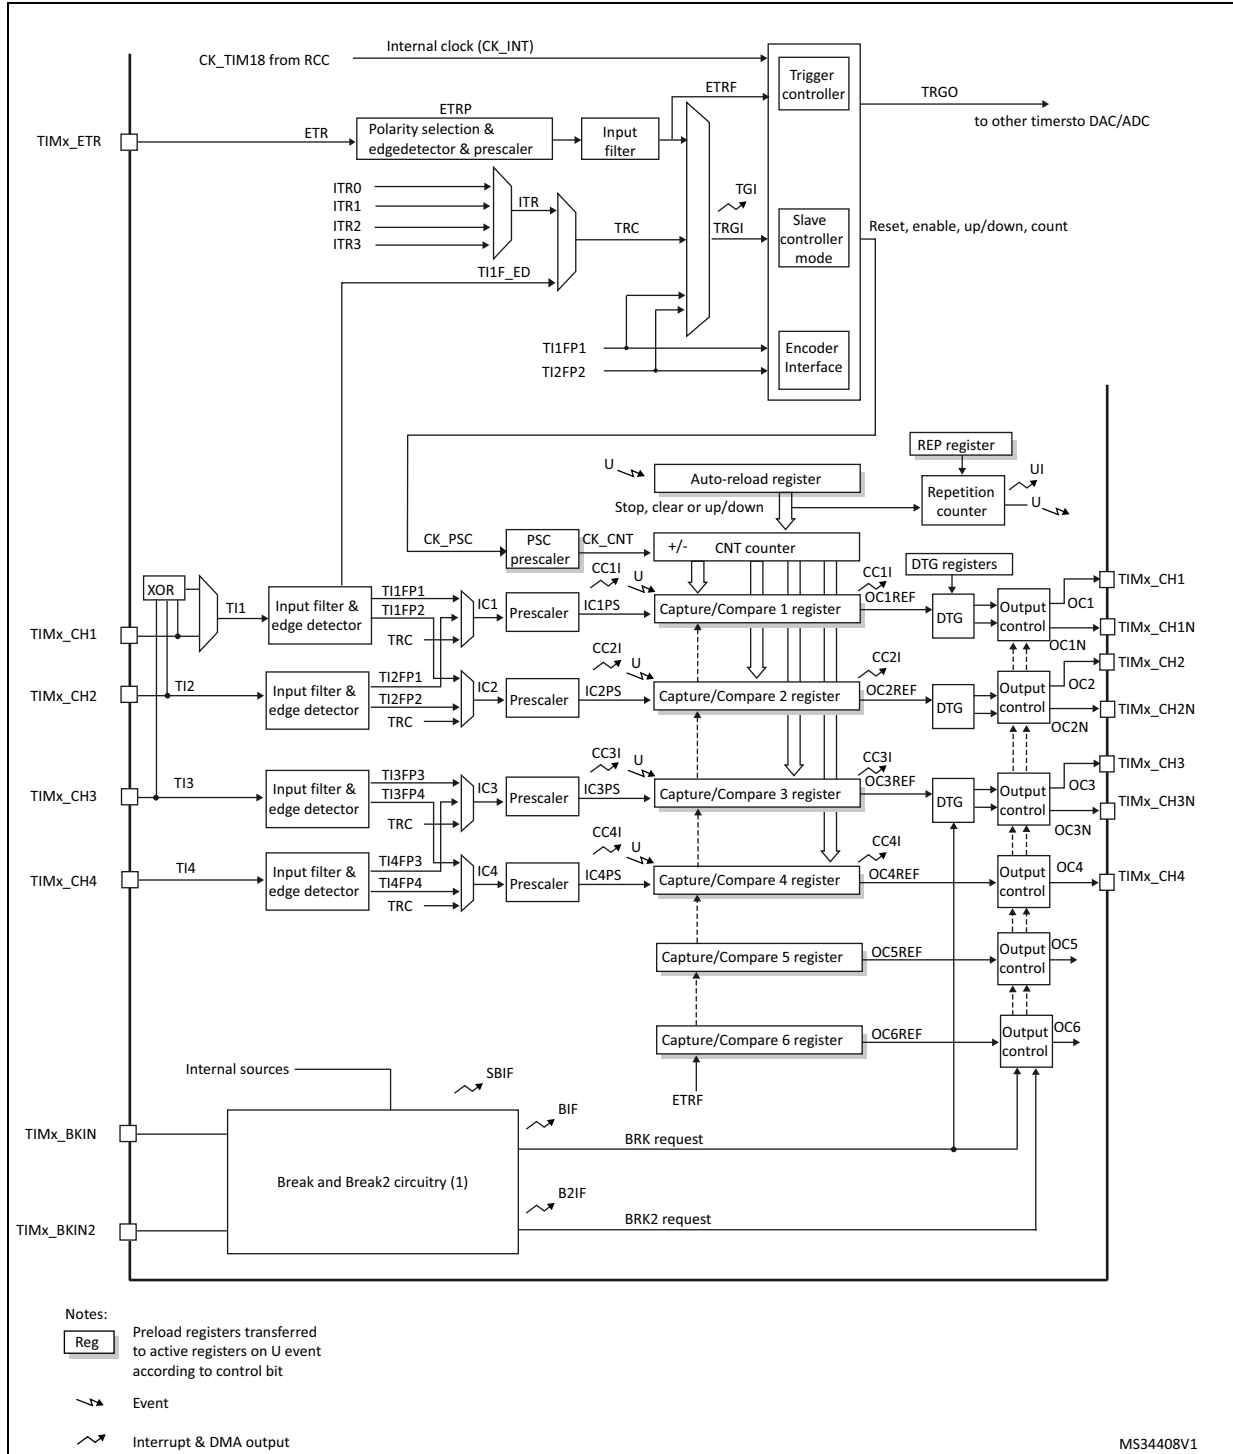 Internal clock (CK_INT)
CK_TIM18 from RCC
Trigger
controller
ETRF
TRGO
to other timersto DAC/ADC
ETRP
TIMx_ETR
ETR
Polarity selection &
edgedetector & prescaler
Input
filter
ITR0
ITR1
ITR2
ITR3
ITR
TGI
TRC
TRGI
Slave
controller
mode
Reset, enable, up/down, count
TI1F_ED
TI1FP1
TI2FP2
Encoder
Interface
REP register
U
Auto-reload register
Repetition
counter
UI
U
Stop, clear or up/down
CK_PSC
PSC
prescaler
CK_CNT
+/-
CNT counter
DTG registers
XOR
TI1
TIMx_CH1
Input filter &
edge detector
TI1FP1
TI1FP2
TRC
IC1
Prescaler
IC1PS
CC1I
U
Capture/Compare 1 register
CC1I
OC1REF
DTG
Output
control
OC1
TIMx_CH1
TIMx_CH1N
OC1N
TIMx_CH2
TI2
Input filter &
edge detector
TI2FP1
TI2FP2
TRC
IC2
Prescaler
IC2PS
CC2I
U
Capture/Compare 2 register
CC2I
OC2REF
DTG
Output
control
OC2
TIMx_CH2
TIMx_CH2N
OC2N
TIMx_CH3
TI3
Input filter &
edge detector
TI3FP3
TI3FP4
TRC
IC3
Prescaler
IC3PS
CC3I
U
Capture/Compare 3 register
CC3I
OC3REF
DTG
Output
control
OC3
TIMx_CH3
TIMx_CH3N
OC3N
TIMx_CH4
TI4
Input filter &
edge detector
TI4FP3
TI4FP4
TRC
IC4
Prescaler
IC4PS
CC4I
U
Capture/Compare 4 register
CC4I
OC4REF
Output
control
OC4
TIMx_CH4
Capture/Compare 5 register
OC5REF
Output
control
OC5
Capture/Compare 6 register
OC6REF
Output
control
OC6
ETRF
Internal sources
SBIF
TIMx_BKIN
BIF
BRK request
Break and Break2 circuitry (1)
TIMx_BKIN2
B2IF
BRK2 request
Notes:
Reg
Preload registers transferred
to active registers on U event
according to control bit
Event
Interrupt & DMA output
MS34408V1